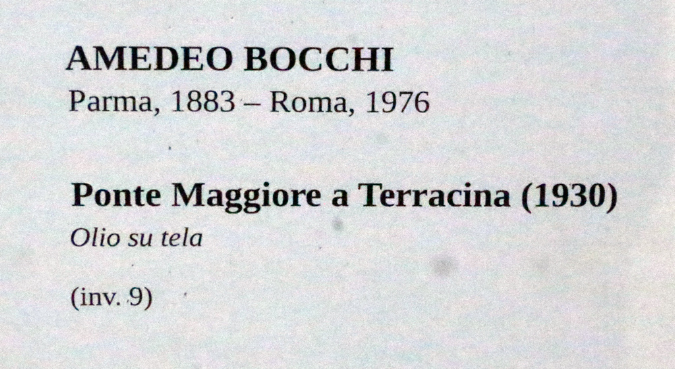 AMEDEO BOCCHI
Parma, 1883 – Roma, 1976
Ponte Maggiore a Terracina (1930)
Olio su tela
(inv. 9)